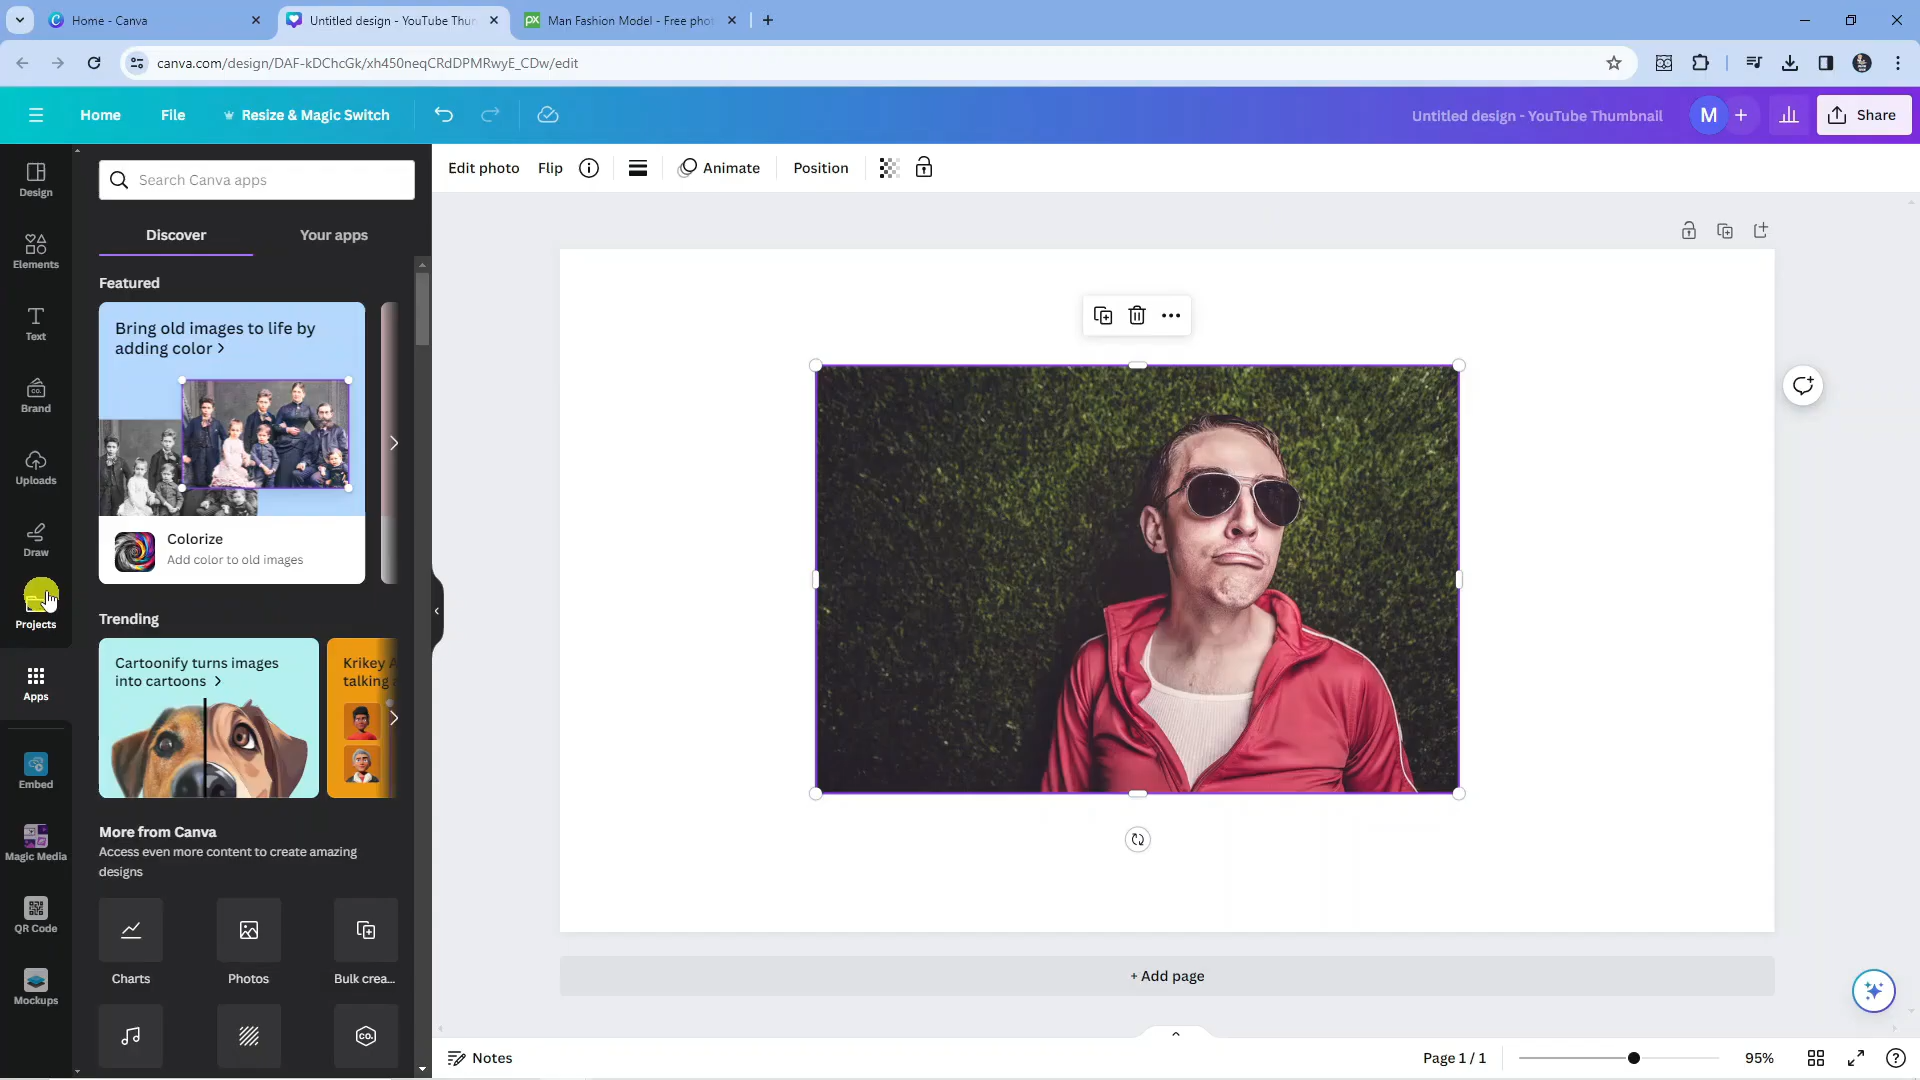 Home - Canva
Untitled design - YouTube Thur
PX
Man Fashion Model - Free phot
canva.com/design/DAF-kDChcGk/xh450neqCRdDPMRwyE_CDw/edit
Home
File
Resize & Magic Switch
Untitled design - YouTube Thumbnail
M
Share
Design
Elements
Text
Brand
Uploads
Draw
Projects
Apps
Embed
Magic Media
QR Code
Mockups
Search Canva apps
Discover
Your apps
Featured
Bring old images to life by
adding color
Colorize
Add color to old images
Trending
Cartoonify turns images
into cartoons
Krikey A
talking
More from Canva
Access even more content to create amazing
designs
Charts
Photos
Bulk crea...
CO.
Edit photo
Flip
Animate
Position
+ Add page
Notes
Page 1 / 1
95%